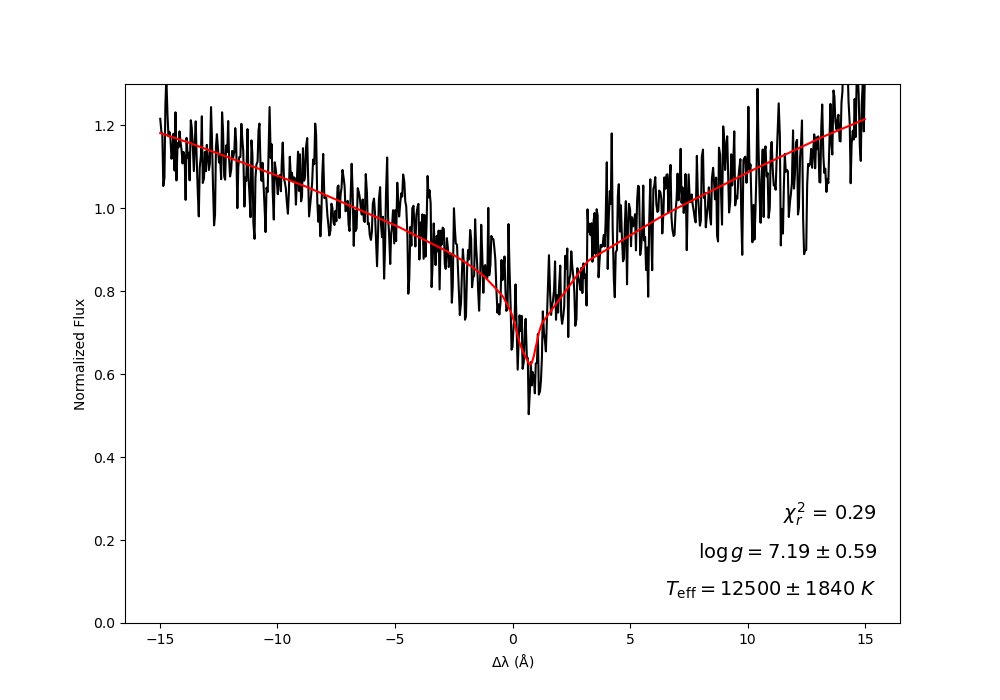 1.2
1.0
0.8
0.6
0.4
0.2
0.0
Normalized Flux
χ²ᵣ = 0.29
log g = 7.19 ± 0.59
T_eff = 12500 ± 1840 K
−15 −10 −5 0 5 10 15
Δλ (Å)